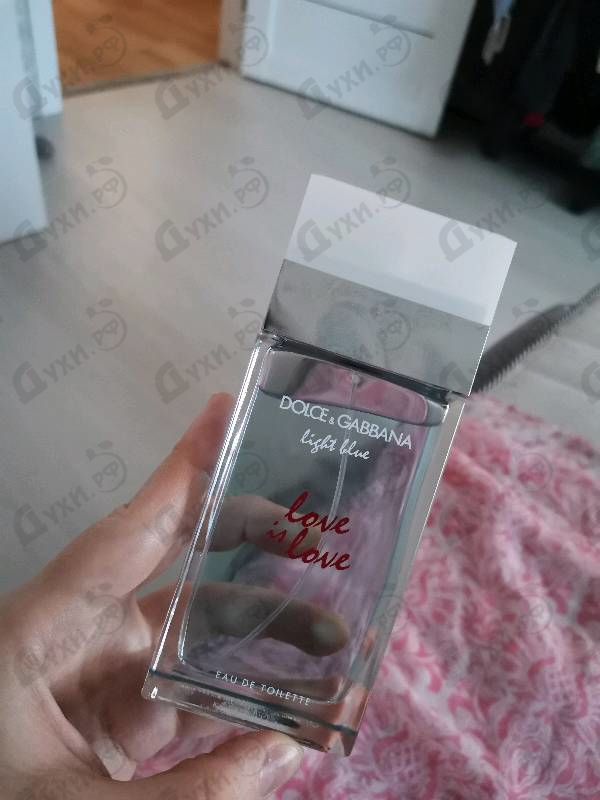 DOLCE & GABBANA
light blue
love
is love
EAU DE TOILETTE
Духи.рф